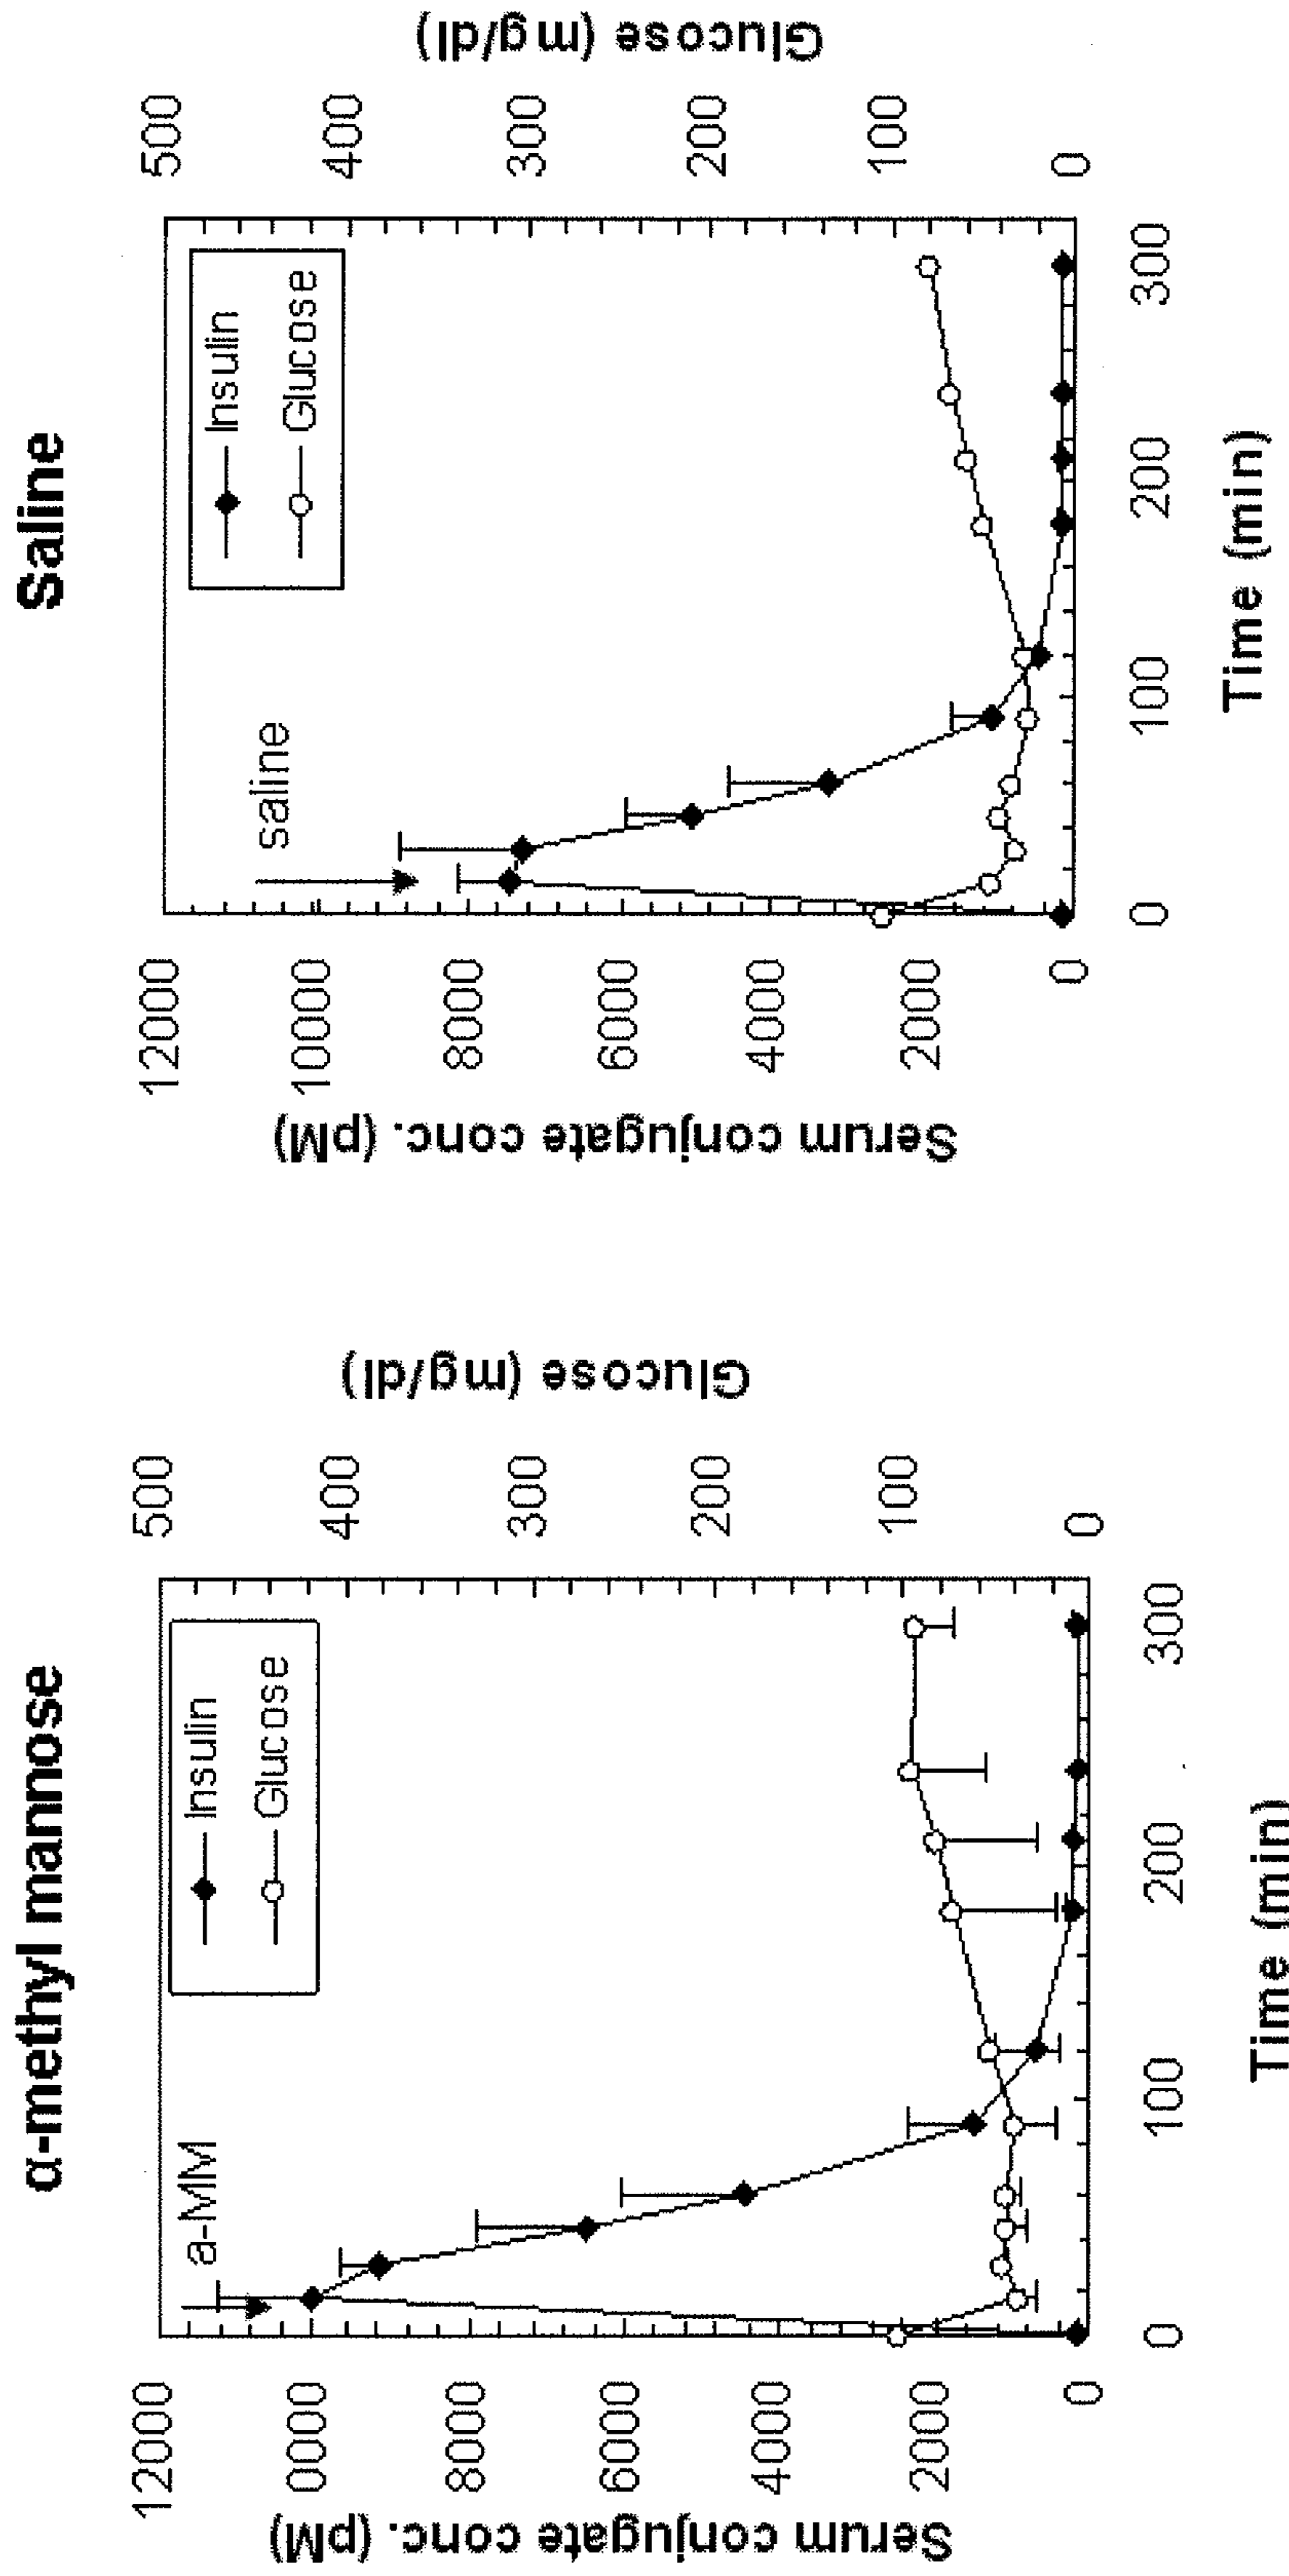 α-methyl mannose
a-MM
Insulin
Glucose
12000
0000
8000
6000
4000
2000
0
Serum conjugate conc. (pM)
500
400
300
200
100
0
Glucose (mg/dl)
0
100
200
300
Time (min)
Saline
saline
Insulin
Glucose
12000
10000
8000
6000
4000
2000
0
Serum conjugate conc. (pM)
500
400
300
200
100
0
Glucose (mg/dl)
0
100
200
300
Time (min)